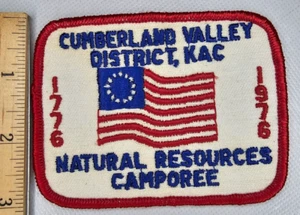 CUMBERLAND VALLEY
DISTRICT, KAC
1776
1976
NATURAL RESOURCES
CAMPOREE
1
2
3